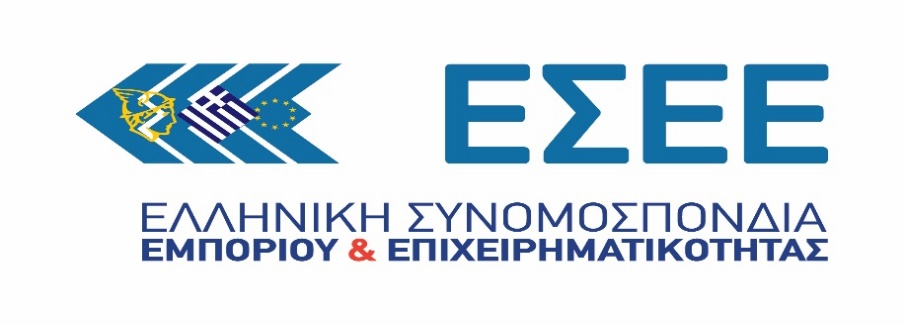 ΕΣΕΕ
ΕΛΛΗΝΙΚΗ ΣΥΝΟΜΟΣΠΟΝΔΙΑ
ΕΜΠΟΡΙΟΥ & ΕΠΙΧΕΙΡΗΜΑΤΙΚΟΤΗΤΑΣ